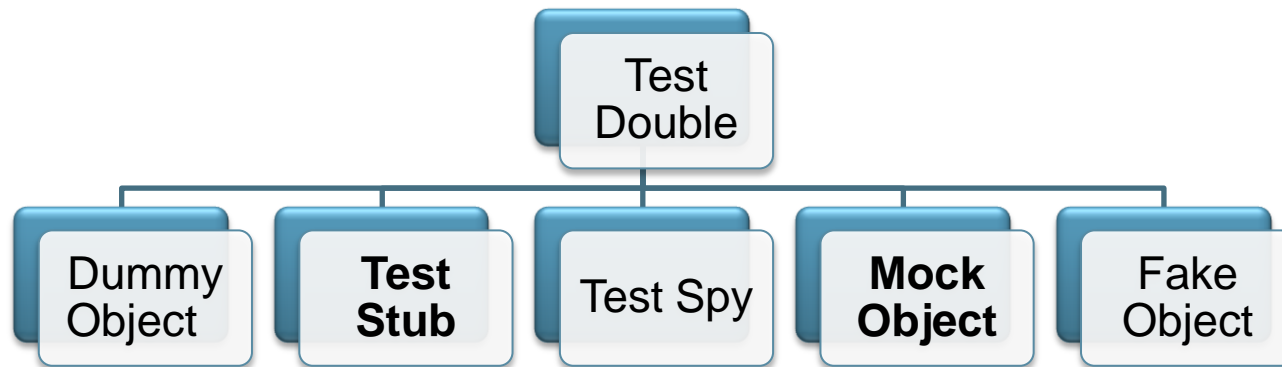 Test
Double
Dummy
Object
Test
Stub
Test Spy
Mock
Object
Fake
Object